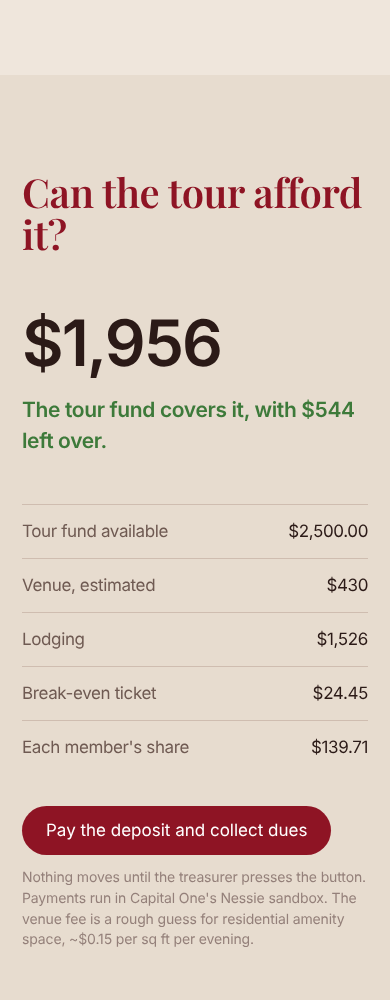 Can the tour afford
it?
$1,956
The tour fund covers it, with $544
left over.
Tour fund available $2,500.00
Venue, estimated $430
Lodging $1,526
Break-even ticket $24.45
Each member's share $139.71
Pay the deposit and collect dues
Nothing moves until the treasurer presses the button.
Payments run in Capital One's Nessie sandbox. The
venue fee is a rough guess for residential amenity
space, ~$0.15 per sq ft per evening.